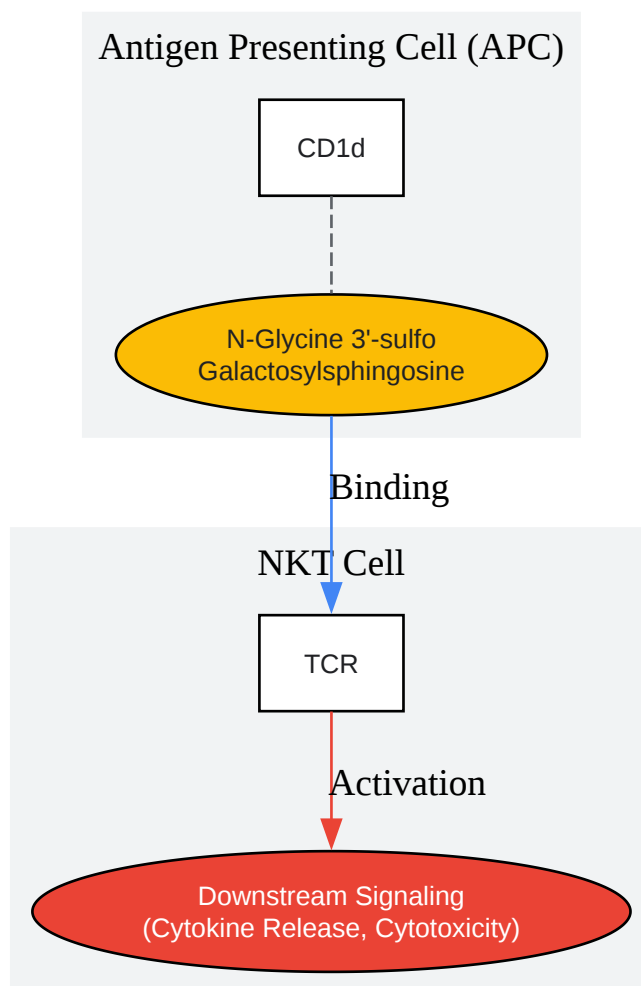 Antigen Presenting Cell (APC)
CD1d
N-Glycine 3'-sulfo
Galactosylsphingosine
Binding
NKT Cell
TCR
Activation
Downstream Signaling
(Cytokine Release, Cytotoxicity)